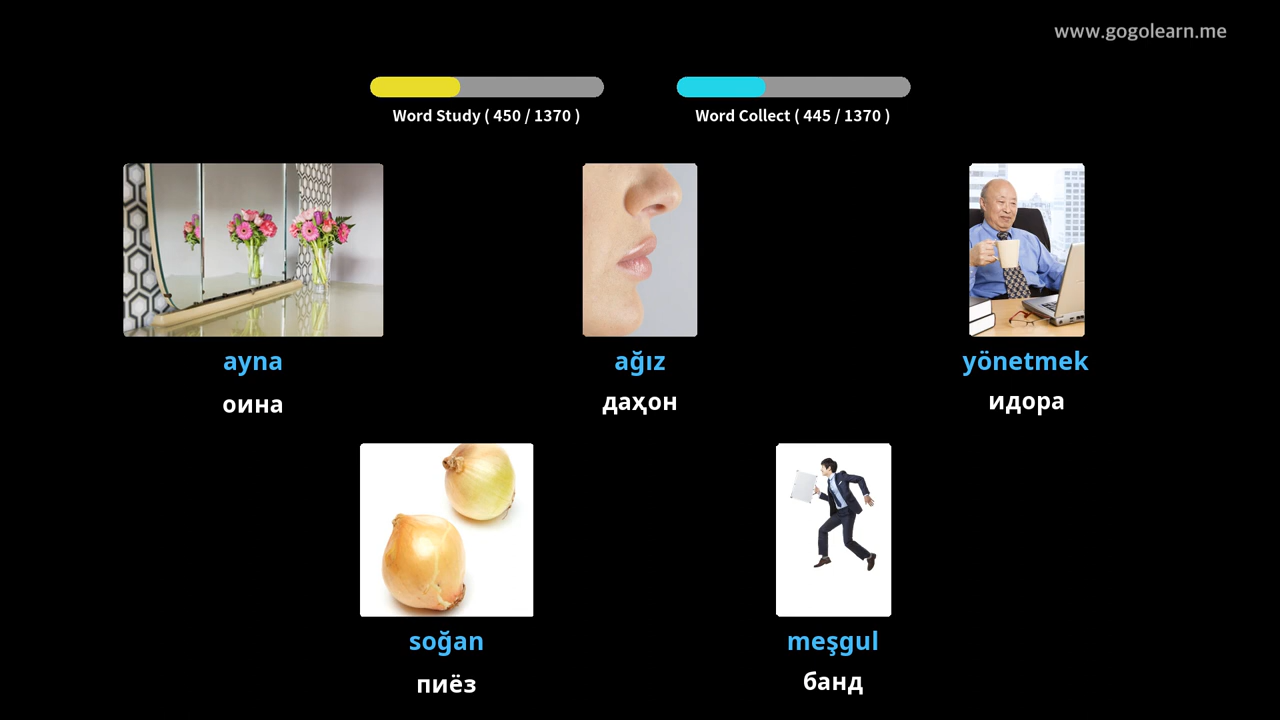 www.gogolearn.me
Word Study ( 450 / 1370 )
Word Collect ( 445 / 1370 )
ayna
оина
ağız
даҳон
yönetmek
идора
soğan
пиёз
meşgul
банд